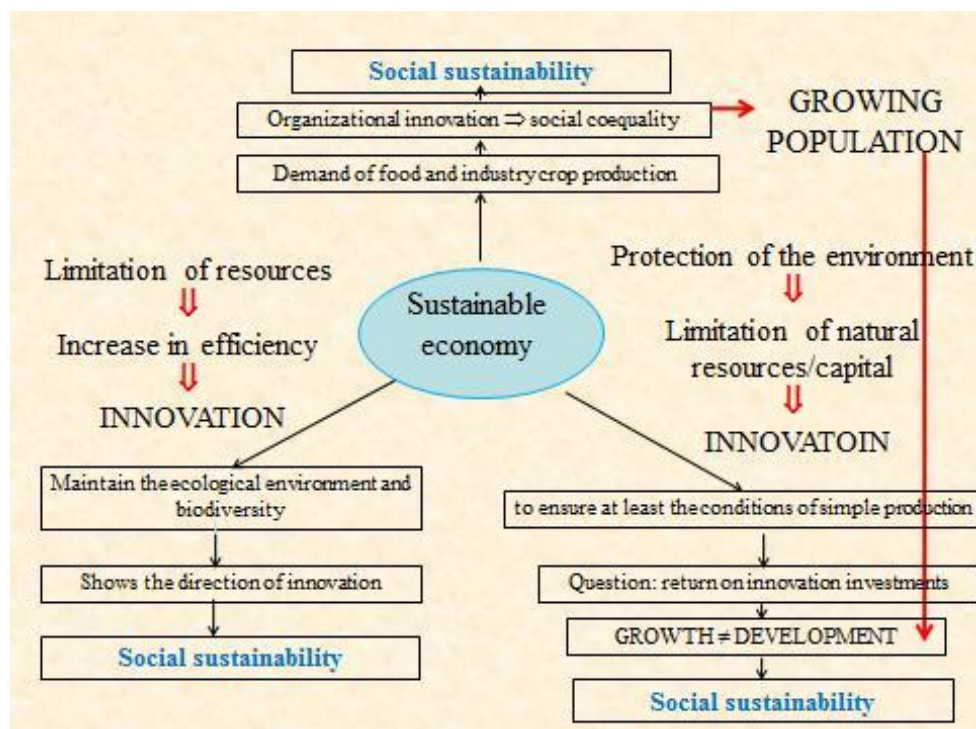 Social sustainability
Organizational innovation ⇒ social coequality
Demand of food and industry crop production
GROWING
POPULATION
Limitation of resources
Increase in efficiency
INNOVATION
Sustainable
economy
Protection of the environment
Limitation of natural
resources/capital
INNOVATOIN
Maintain the ecological environment and
biodiversity
Shows the direction of innovation
Social sustainability
to ensure at least the conditions of simple production
Question: return on innovation investments
GROWTH ≠ DEVELOPMENT
Social sustainability